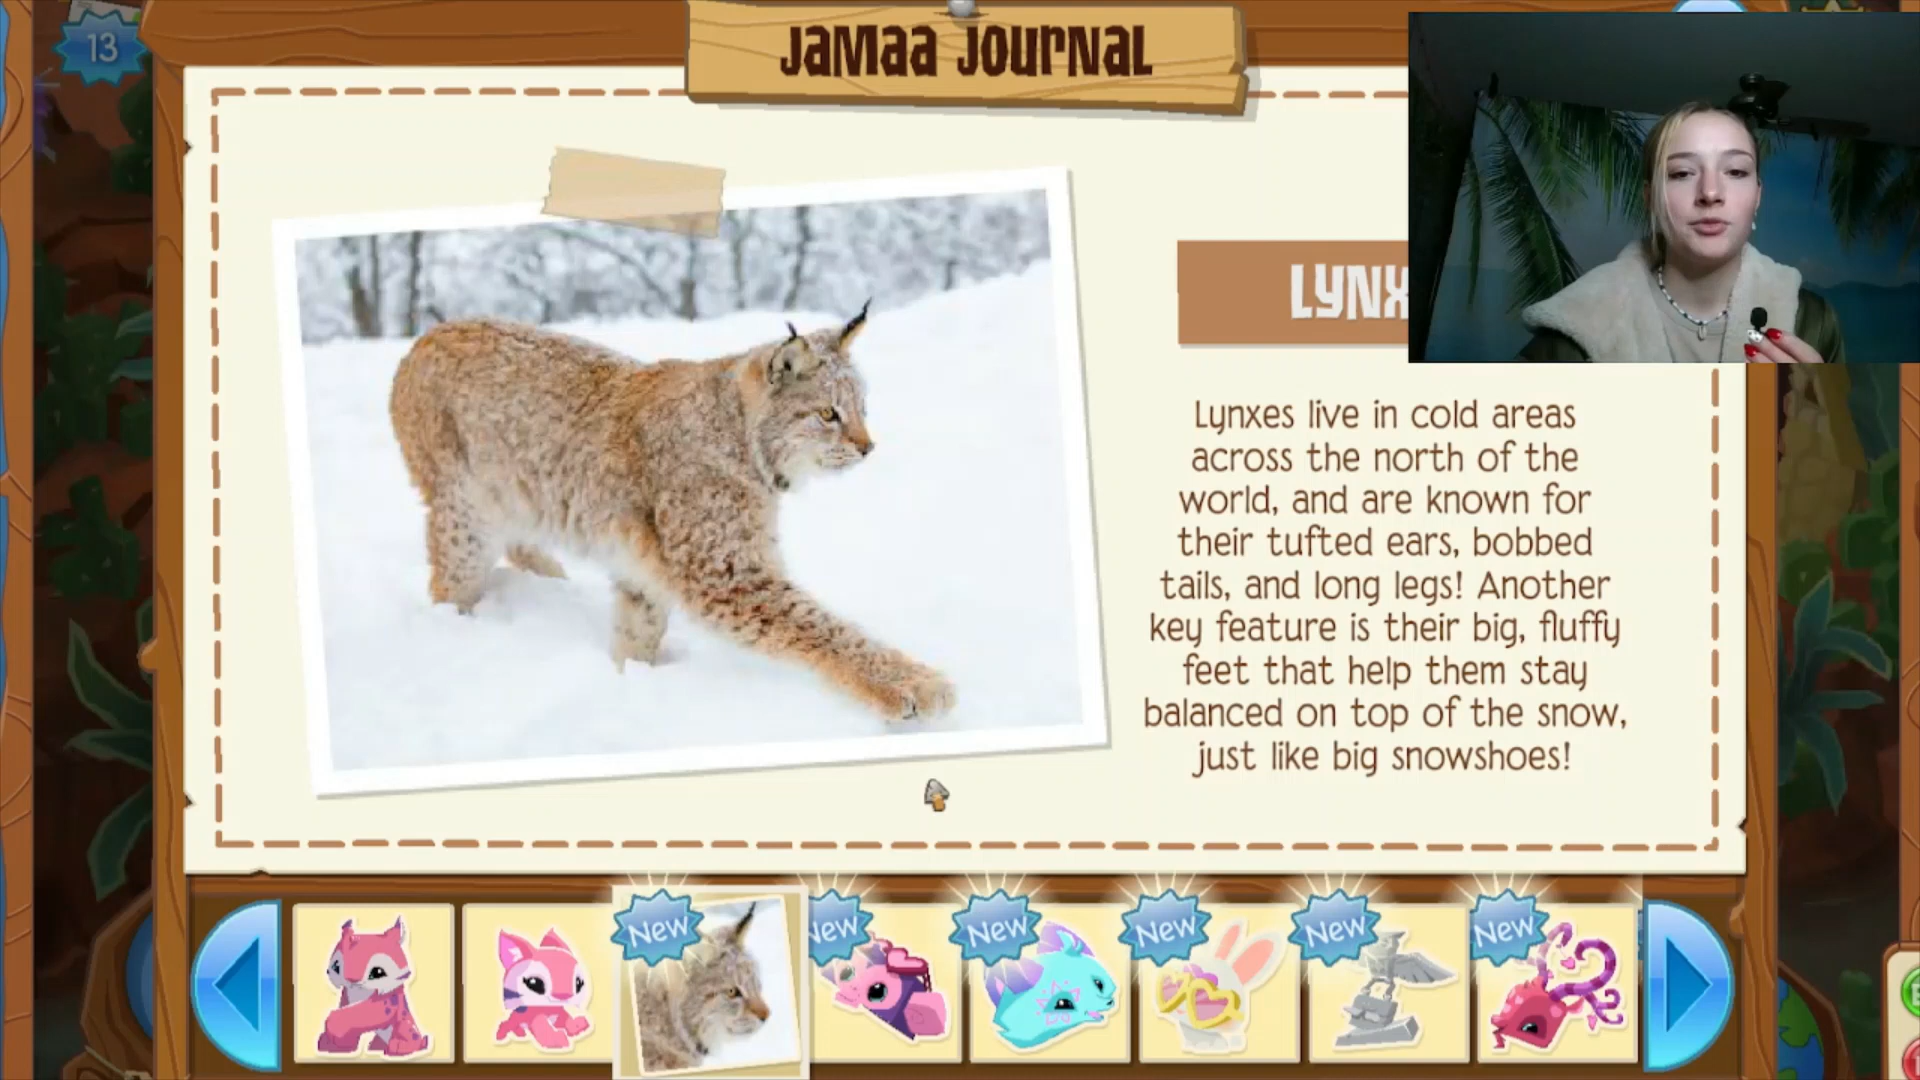 13
JAMAA JOURNAL
LYNX
Lynxes live in cold areas
across the north of the
world, and are known for
their tufted ears, bobbed
tails, and long legs! Another
key feature is their big, fluffy
feet that help them stay
balanced on top of the snow,
just like big snowshoes!
New
New
New
New
New
New